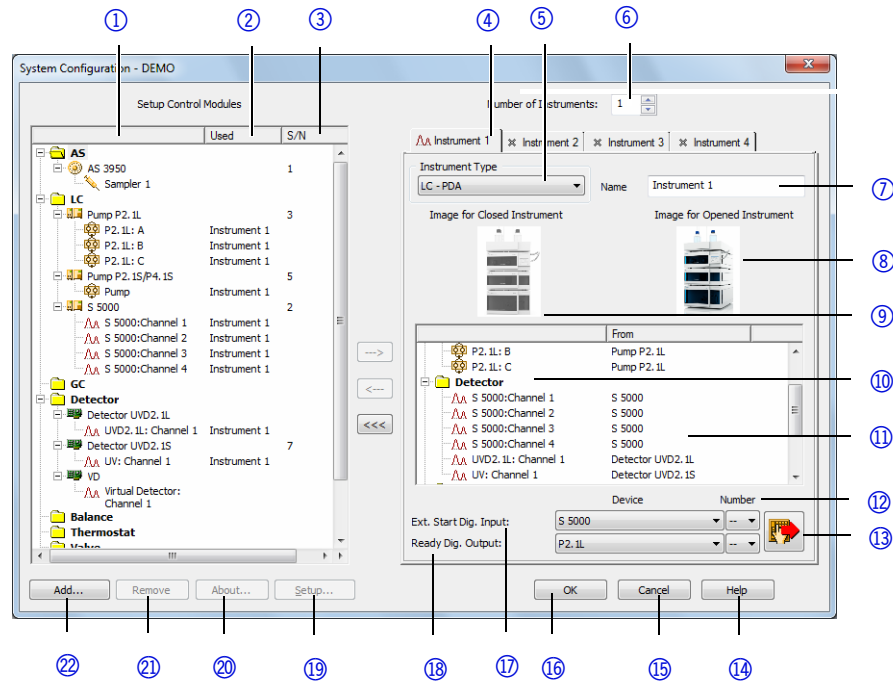 ① ② ③ ④ ⑤ ⑥
System Configuration - DEMO
Setup Control Modules
Number of Instruments: 1
Used S/N
AS
AS 3950 1
Sampler 1
LC
Pump P2.1L 3
P2.1L: A Instrument 1
P2.1L: B Instrument 1
P2.1L: C Instrument 1
Pump P2.1S/P4.1S 5
Pump Instrument 1
S 5000 2
S 5000:Channel 1 Instrument 1
S 5000:Channel 2 Instrument 1
S 5000:Channel 3 Instrument 1
S 5000:Channel 4 Instrument 1
GC
Detector
Detector UVD2.1L
UVD2.1L: Channel 1 Instrument 1
Detector UVD2.1S 7
UV: Channel 1 Instrument 1
VD
Virtual Detector:
Channel 1
Balance
Thermostat
Valve
--->
<---
<<<
Instrument 1 Instrument 2 Instrument 3 Instrument 4
Instrument Type
LC - PDA Name Instrument 1 ⑦
Image for Closed Instrument Image for Opened Instrument
⑧
⑨
From
P2.1L: B Pump P2.1L
P2.1L: C Pump P2.1L
Detector ⑩
S 5000:Channel 1 S 5000
S 5000:Channel 2 S 5000
S 5000:Channel 3 S 5000
S 5000:Channel 4 S 5000 ⑪
UVD2.1L: Channel 1 Detector UVD2.1L
UV: Channel 1 Detector UVD2.1S
Device Number ⑫
Ext. Start Dig. Input: S 5000 --
Ready Dig. Output: P2.1L -- ⑬
Add... Remove About... Setup... OK Cancel Help
㉒ ㉑ ⑳ ⑲ ⑱ ⑰ ⑯ ⑮ ⑭